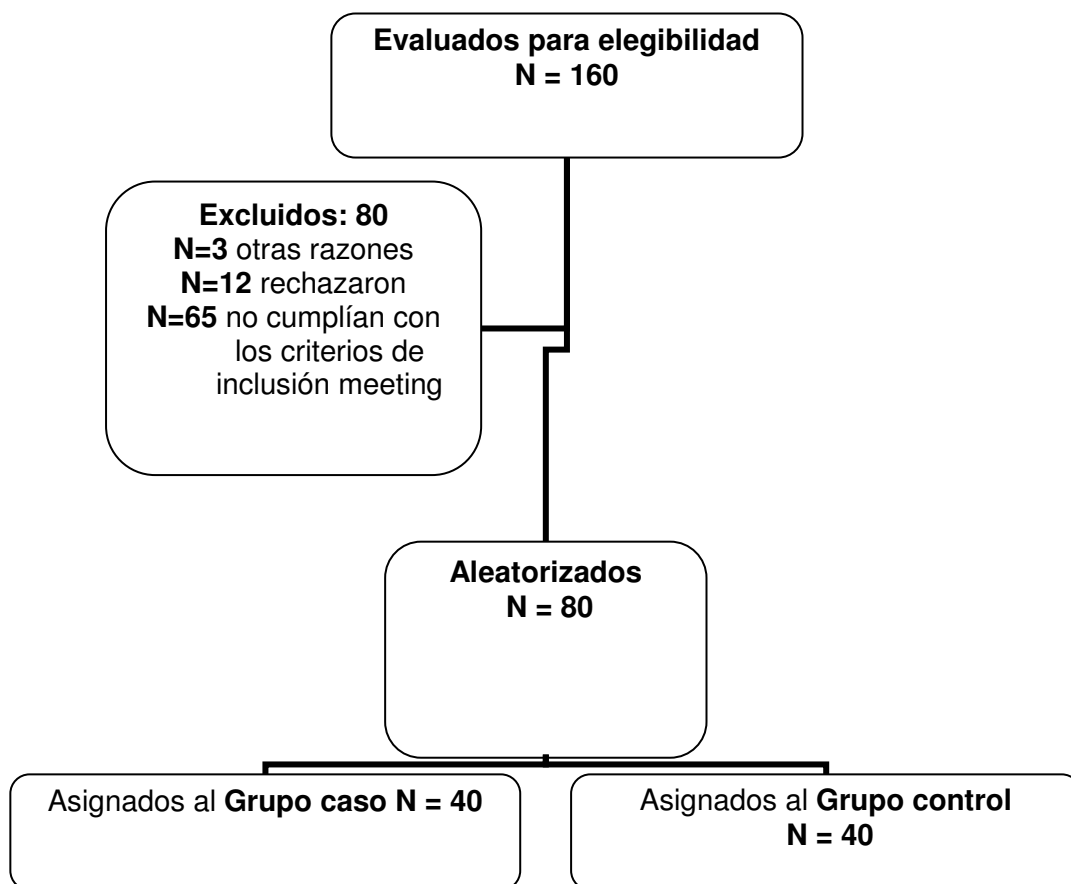 Evaluados para elegibilidad
N = 160
Excluidos: 80
N=3 otras razones
N=12 rechazaron
N=65 no cumplían con
los criterios de
inclusión meeting
Aleatorizados
N = 80
Asignados al Grupo caso N = 40
Asignados al Grupo control
N = 40